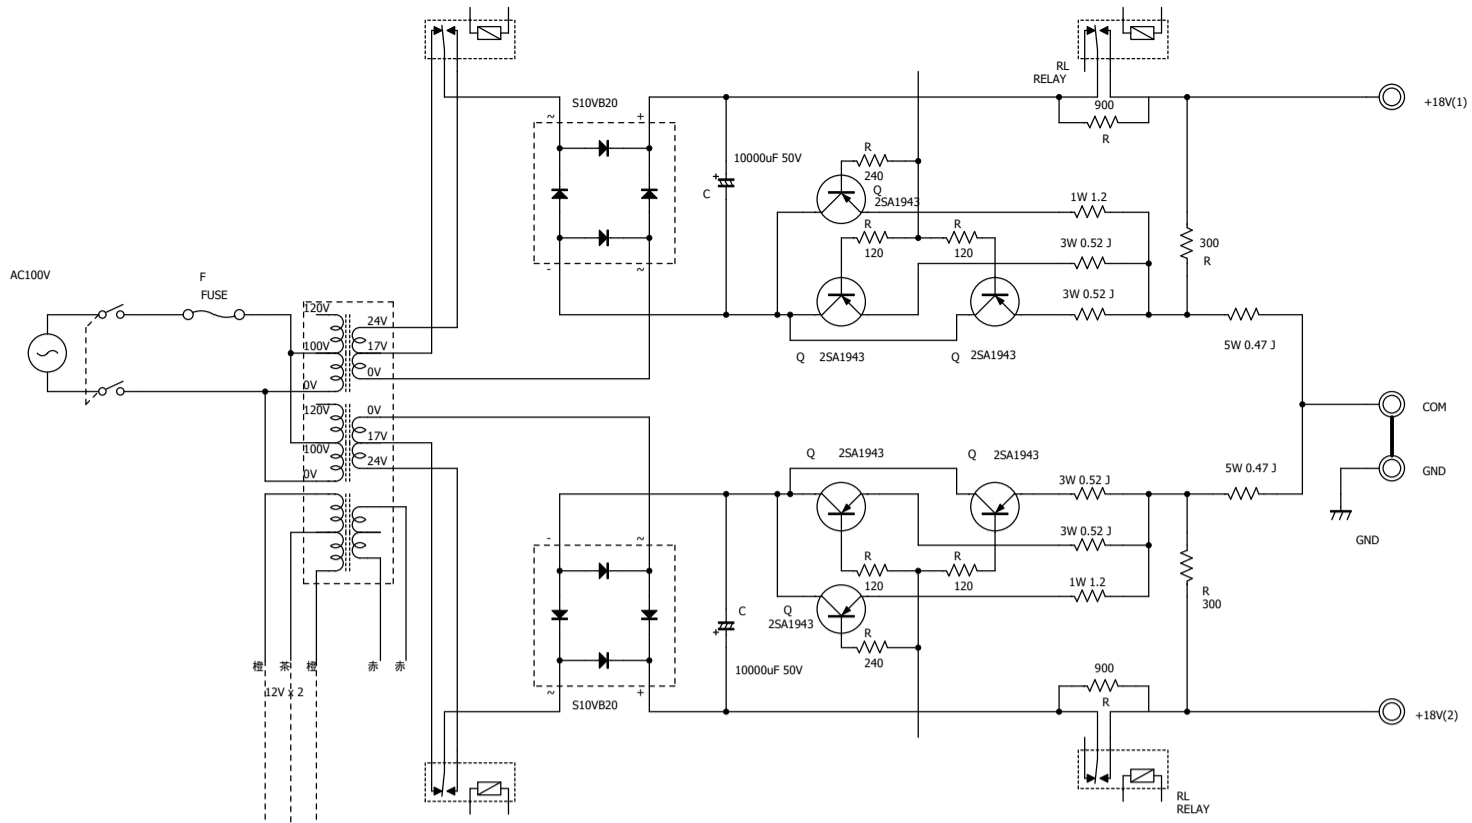 RL
RELAY
S10VB20
~
+
900
R
+18V(1)
10000uF 50V
+
C
R
240
Q
2SA1943
1W 1.2
R
120
R
120
3W 0.52 J
300
R
-
~
3W 0.52 J
AC100V
F
FUSE
120V
24V
100V
17V
0V
0V
Q 2SA1943
Q 2SA1943
5W 0.47 J
120V
0V
17V
100V
24V
0V
COM
GND
GND
Q 2SA1943
Q 2SA1943
5W 0.47 J
3W 0.52 J
3W 0.52 J
-
~
R
120
R
120
1W 1.2
R
300
C
+
10000uF 50V
Q
2SA1943
R
240
橙 茶 橙 赤 赤
12V x 2
~
+
S10VB20
900
R
+18V(2)
RL
RELAY